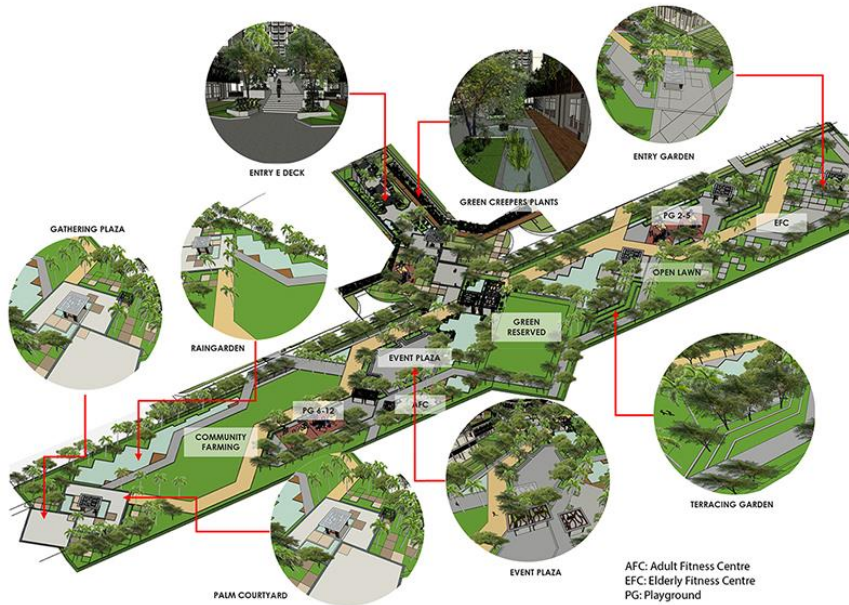 ENTRY E DECK
GREEN CREEPERS PLANTS
ENTRY GARDEN
GATHERING PLAZA
RAINGARDEN
PG 2-5
EFC
OPEN LAWN
GREEN
RESERVED
EVENT PLAZA
AFC
PG 6-12
COMMUNITY
FARMING
TERRACING GARDEN
PALM COURTYARD
EVENT PLAZA
AFC: Adult Fitness Centre
EFC: Elderly Fitness Centre
PG: Playground